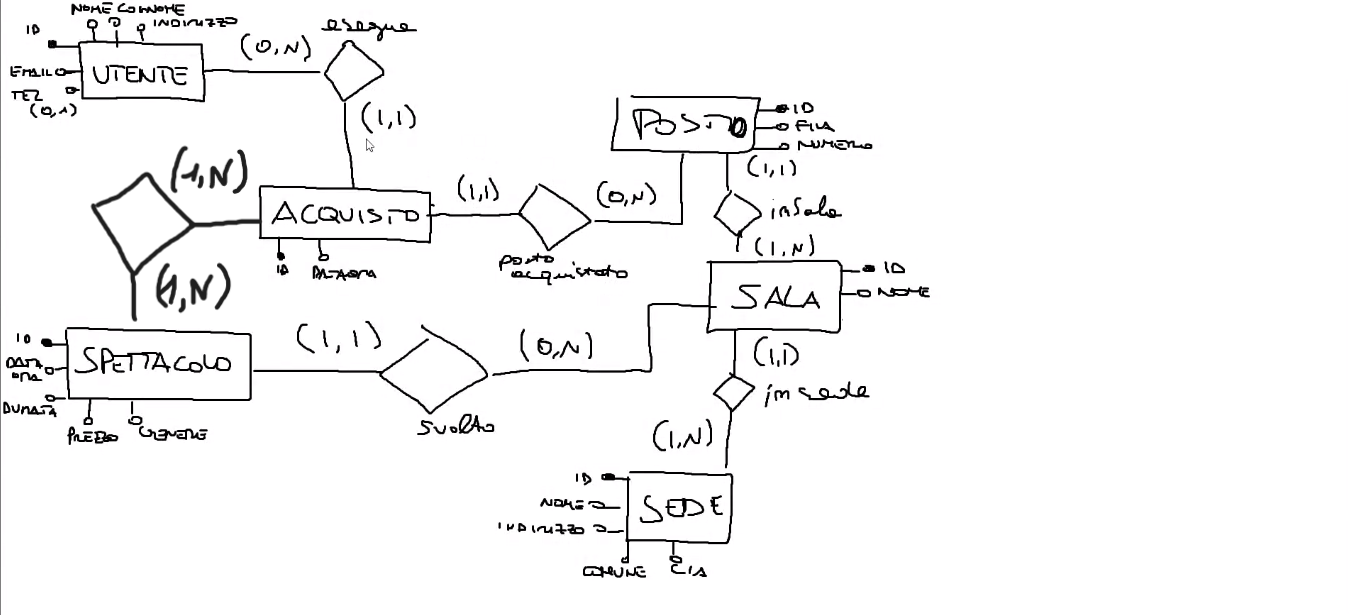 NOME COGNOME INDIRIZZO
ID
EMAIL
TEL
(0,1)
UTENTE
(0,N)
esegue
(1,1)
POSTO
ID
FILA
NUMERO
(1,1)
inSala
(1,N)
(1,N)
ACQUISTO
ID
DATAORA
(1,1)
posto
acquistato
(0,N)
(1,N)
SALA
ID
NOME
ID
DATA
ORA
DURATA
PREZZO
GENERE
SPETTACOLO
(1,1)
svolto
(0,N)
(1,1)
in sede
(1,N)
ID
NOME
INDIRIZZO
SEDE
COMUNE